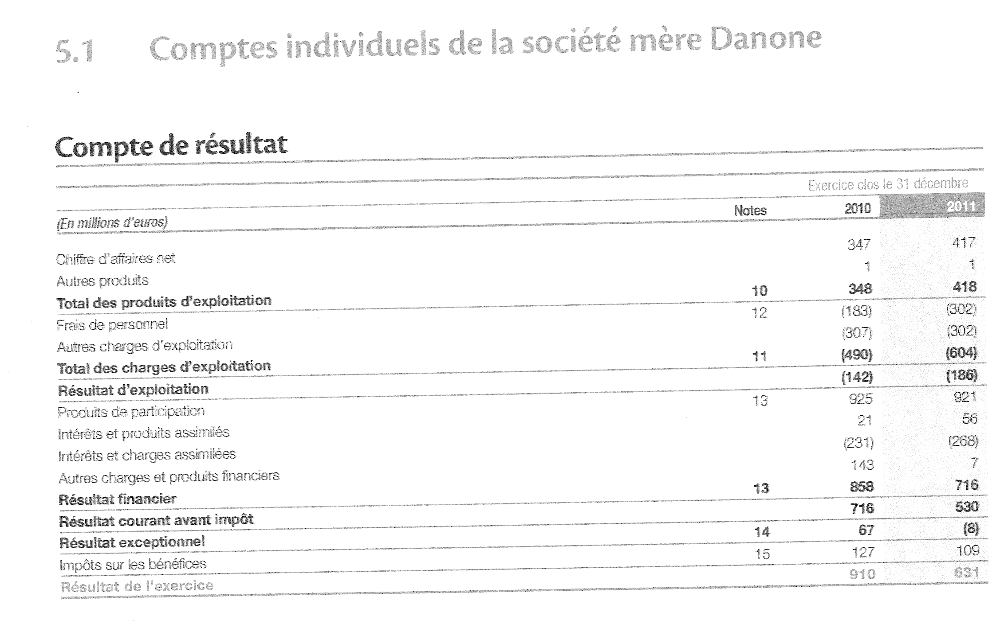 5.1 Comptes individuels de la société mère Danone
Compte de résultat
Exercice clos le 31 décembre
(En millions d'euros) Notes 2010 2011
Chiffre d'affaires net 347 417
Autres produits 1 1
Total des produits d'exploitation 10 348 418
Frais de personnel 12 (183) (302)
Autres charges d'exploitation (307) (302)
Total des charges d'exploitation 11 (490) (604)
Résultat d'exploitation (142) (186)
Produits de participation 13 925 921
Intérêts et produits assimilés 21 56
Intérêts et charges assimilées (231) (268)
Autres charges et produits financiers 143 7
Résultat financier 13 858 716
Résultat courant avant impôt 716 530
Résultat exceptionnel 14 67 (8)
Impôts sur les bénéfices 15 127 109
Résultat de l'exercice 910 631